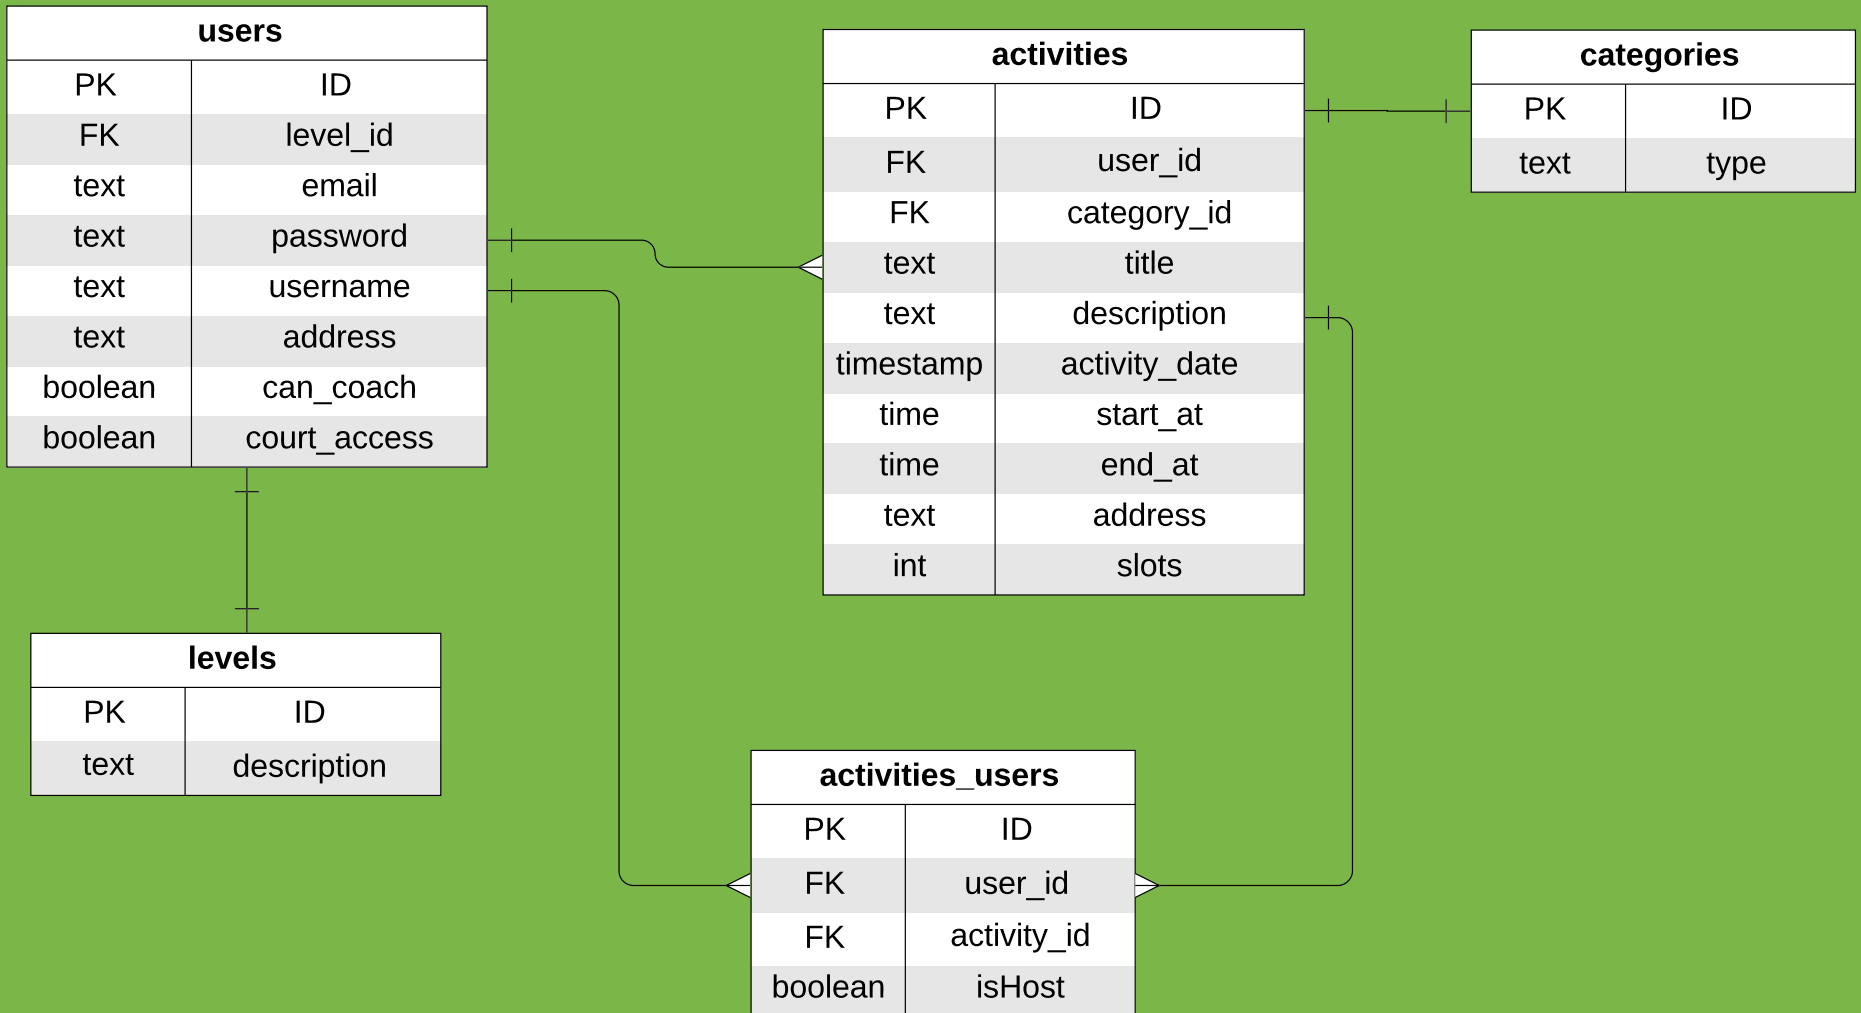 users
PK ID
FK level_id
text email
text password
text username
text address
boolean can_coach
boolean court_access
activities
PK ID
FK user_id
FK category_id
text title
text description
timestamp activity_date
time start_at
time end_at
text address
int slots
categories
PK ID
text type
levels
PK ID
text description
activities_users
PK ID
FK user_id
FK activity_id
boolean isHost